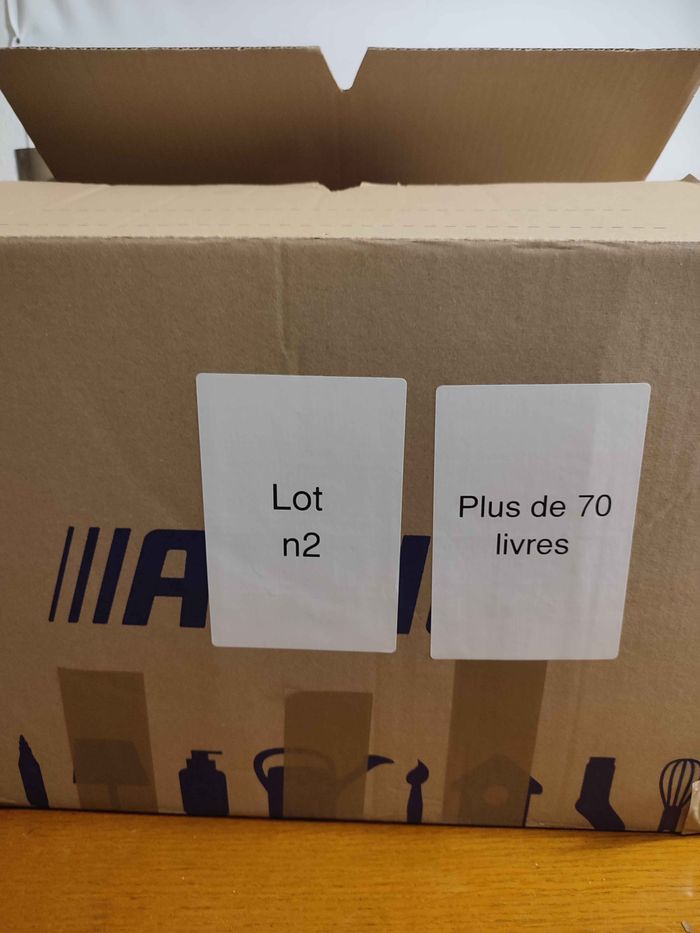 Lot
n2
Plus de 70
livres